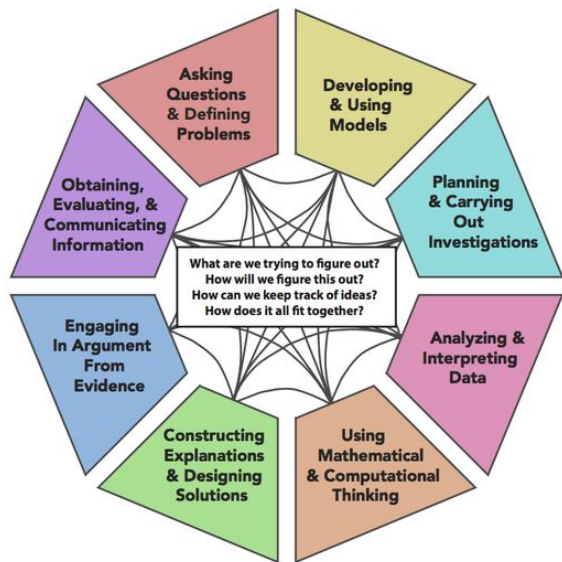 Asking
Questions
& Defining
Problems
Developing
& Using
Models
Planning
& Carrying
Out
Investigations
Analyzing &
Interpreting
Data
Using
Mathematical
& Computational
Thinking
Constructing
Explanations
& Designing
Solutions
Engaging
In Argument
From
Evidence
Obtaining,
Evaluating, &
Communicating
Information
What are we trying to figure out?
How will we figure this out?
How can we keep track of ideas?
How does it all fit together?